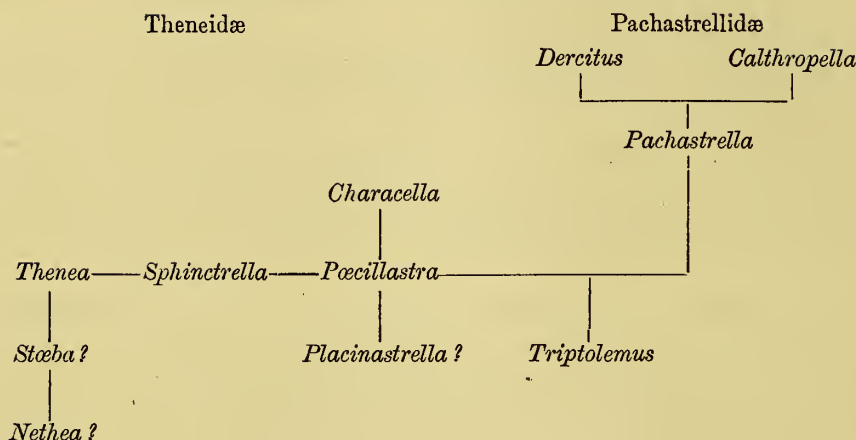 Theneidæ Pachastrellidæ
Dercitus Calthropella
Pachastrella
Characella
Thenea Sphinctrella Pœcillastra
Stœba ? Placinastrella ? Triptolemus
Nethea ?